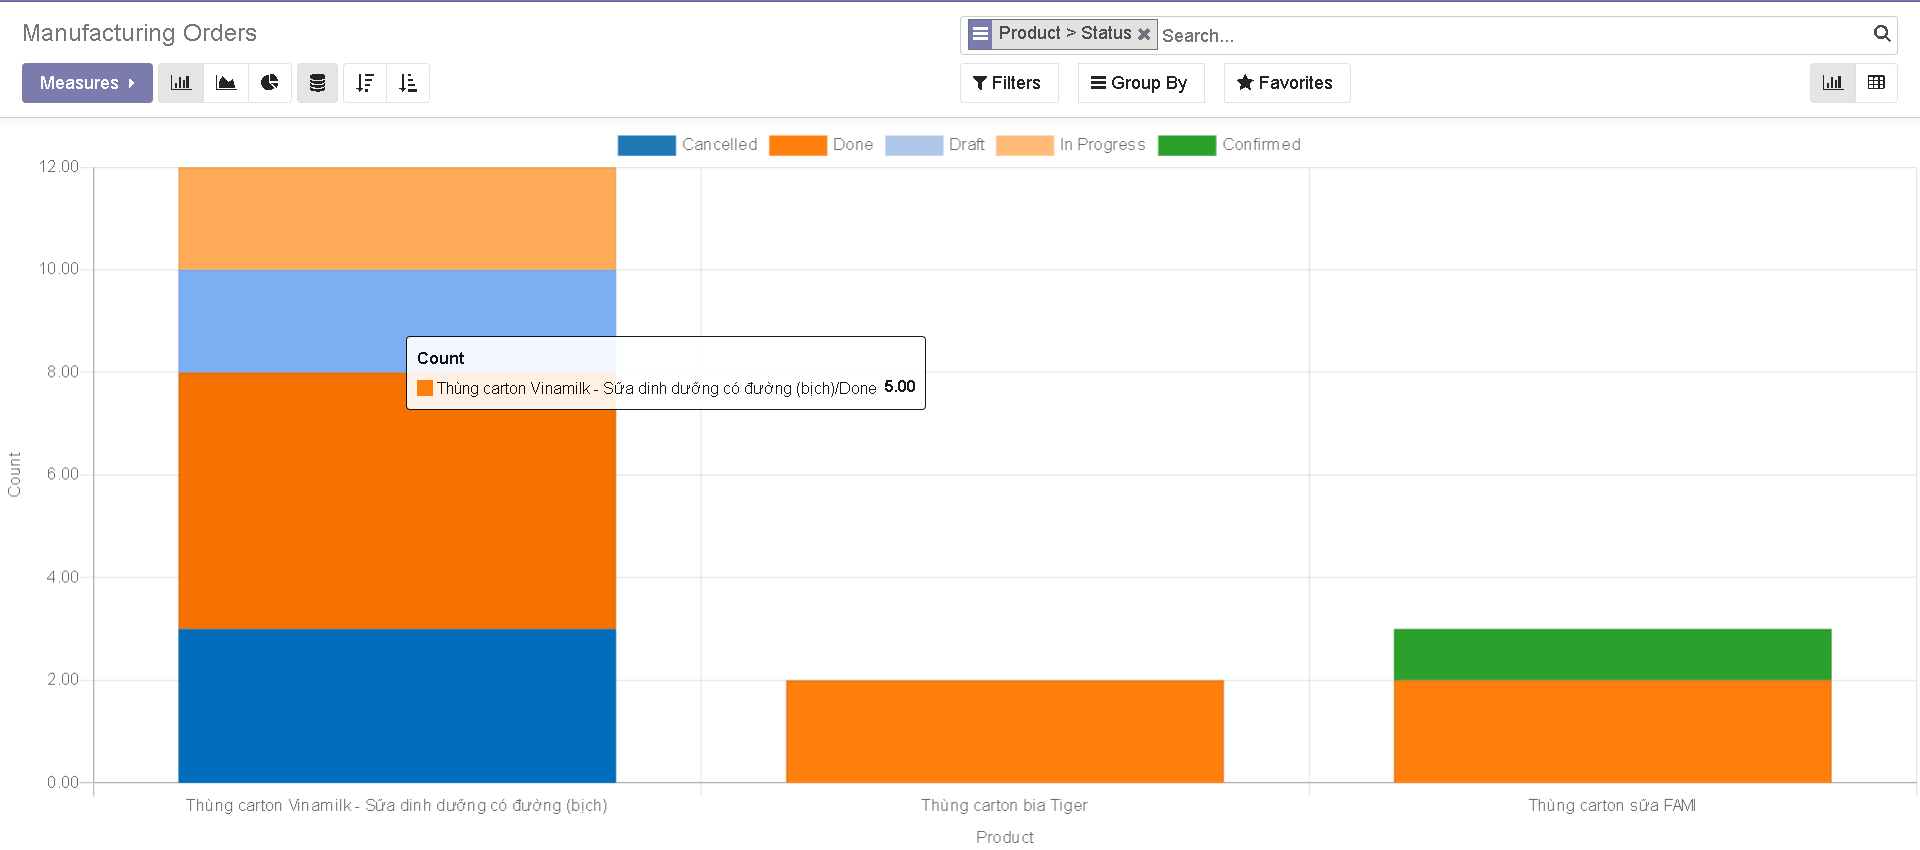 Manufacturing Orders
Product > Status
Search...
Measures
Filters
Group By
Favorites
Cancelled
Done
Draft
In Progress
Confirmed
12.00
10.00
8.00
6.00
4.00
2.00
0.00
Count
Count
Thùng carton Vinamilk - Sữa dinh dưỡng có đường (bịch)/Done 5.00
Thùng carton Vinamilk - Sữa dinh dưỡng có đường (bịch)
Thùng carton bia Tiger
Thùng carton sữa FAMI
Product